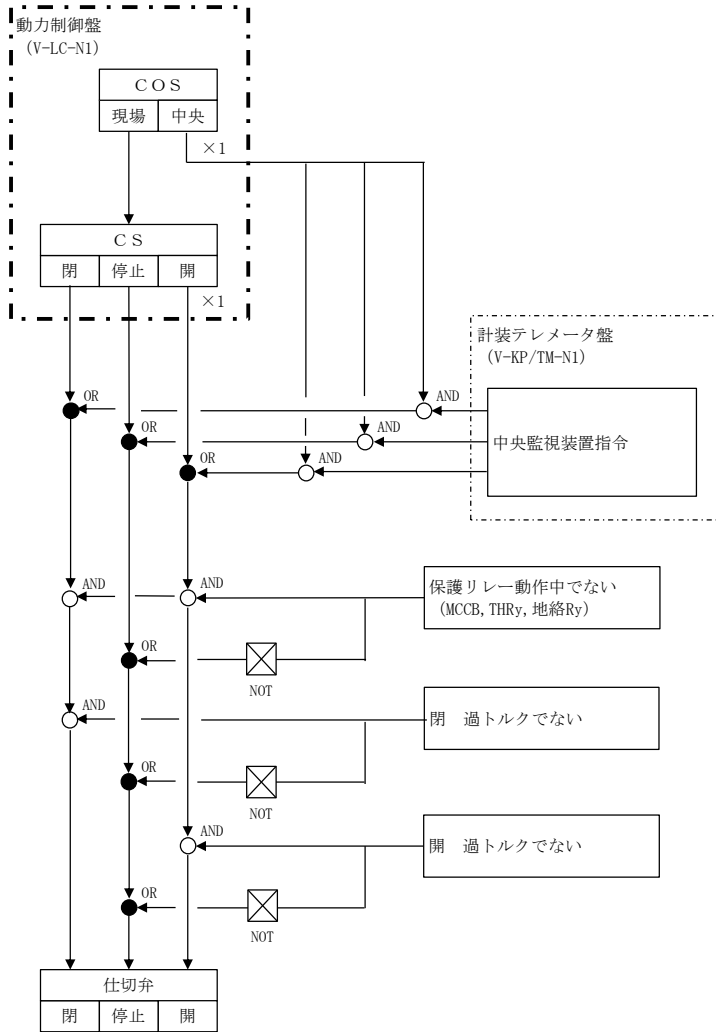 動力制御盤
(V-LC-N1)
COS
現場 中央
×1
CS
閉 停止 開
×1
計装テレメータ盤
(V-KP/TM-N1)
OR
AND
OR
AND
中央監視装置指令
OR
AND
保護リレー動作中でない
(MCCB,THRy,地絡Ry)
AND
AND
OR
NOT
閉 過トルクでない
AND
OR
NOT
AND
開 過トルクでない
OR
NOT
仕切弁
閉 停止 開